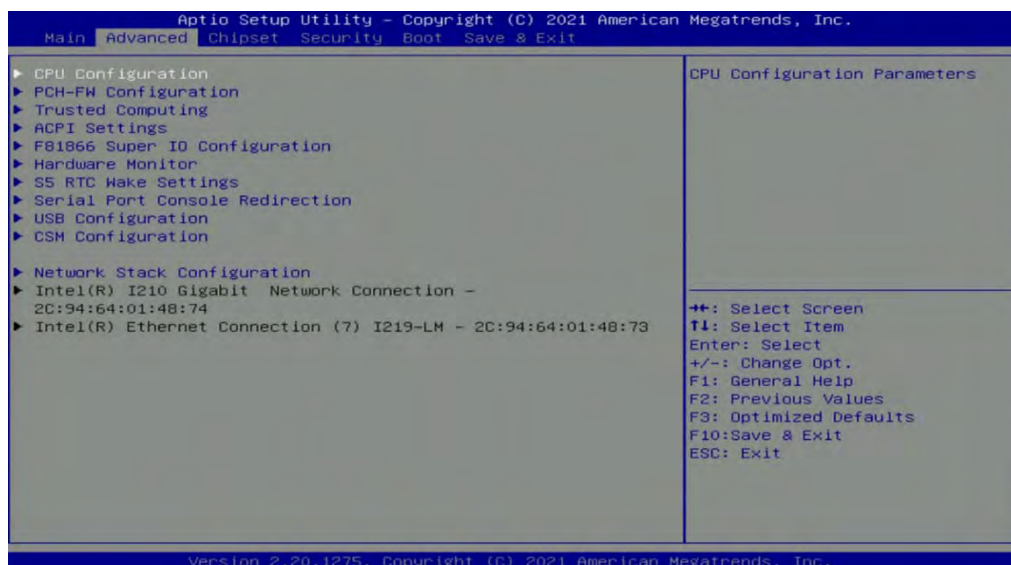 Aptio Setup Utility – Copyright (C) 2021 American Megatrends, Inc.
Main Advanced Chipset Security Boot Save & Exit
▶ CPU Configuration
▶ PCH-FW Configuration
▶ Trusted Computing
▶ ACPI Settings
▶ F81866 Super IO Configuration
▶ Hardware Monitor
▶ S5 RTC Wake Settings
▶ Serial Port Console Redirection
▶ USB Configuration
▶ CSM Configuration
▶ Network Stack Configuration
▶ Intel(R) I210 Gigabit Network Connection –
2C:94:64:01:48:74
▶ Intel(R) Ethernet Connection (7) I219-LM – 2C:94:64:01:48:73
CPU Configuration Parameters
→←: Select Screen
↑↓: Select Item
Enter: Select
+/-: Change Opt.
F1: General Help
F2: Previous Values
F3: Optimized Defaults
F10:Save & Exit
ESC: Exit
Version 2.20.1275. Copyright (C) 2021 American Megatrends, Inc.